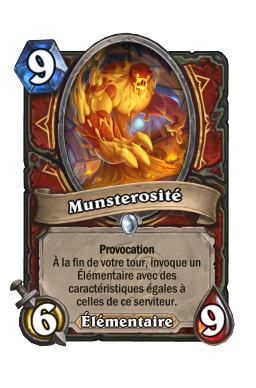 9
Munsterosité
Provocation
À la fin de votre tour, invoque un
Élémentaire avec des
caractéristiques égales à
celles de ce serviteur.
6
Élémentaire
9